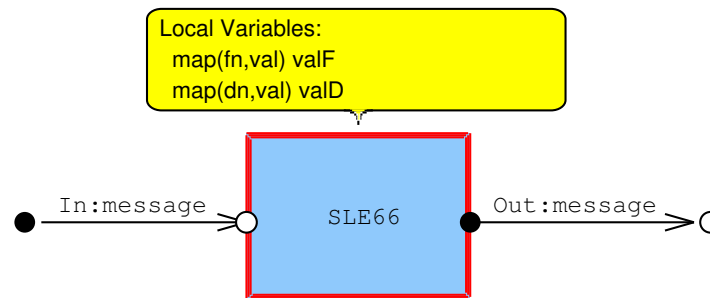 Local Variables:
map(fn,val) valF
map(dn,val) valD
In:message
SLE66
Out:message